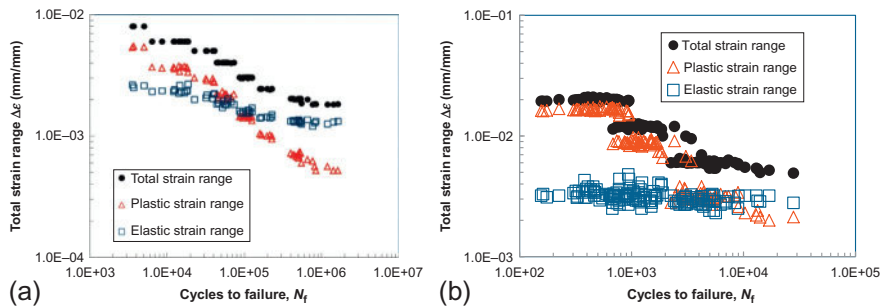 1.0E−02
1.0E−03
1.0E−04
Total strain range Δε (mm/mm)
Total strain range
Plastic strain range
Elastic strain range
1.0E+03
1.0E+04
1.0E+05
1.0E+06
1.0E+07
Cycles to failure, Nf
(a)
1.0E−01
1.0E−02
1.0E−03
Total strain range Δε (mm/mm)
Total strain range
Plastic strain range
Elastic strain range
1.0E+02
1.0E+03
1.0E+04
1.0E+05
Cycles to failure, Nf
(b)